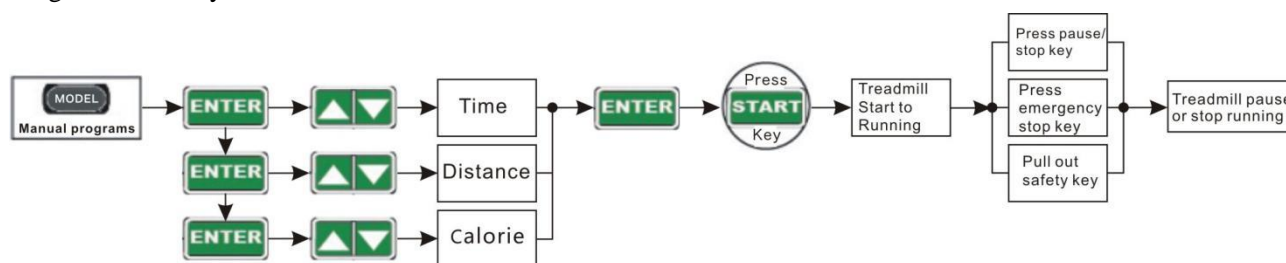 MODEL
Manual programs
ENTER
Time
ENTER
Press
START
Key
Treadmill
Start to
Running
Press pause/
stop key
Press
emergency
stop key
Pull out
safety key
Treadmill pause
or stop running
ENTER
Distance
ENTER
Calorie